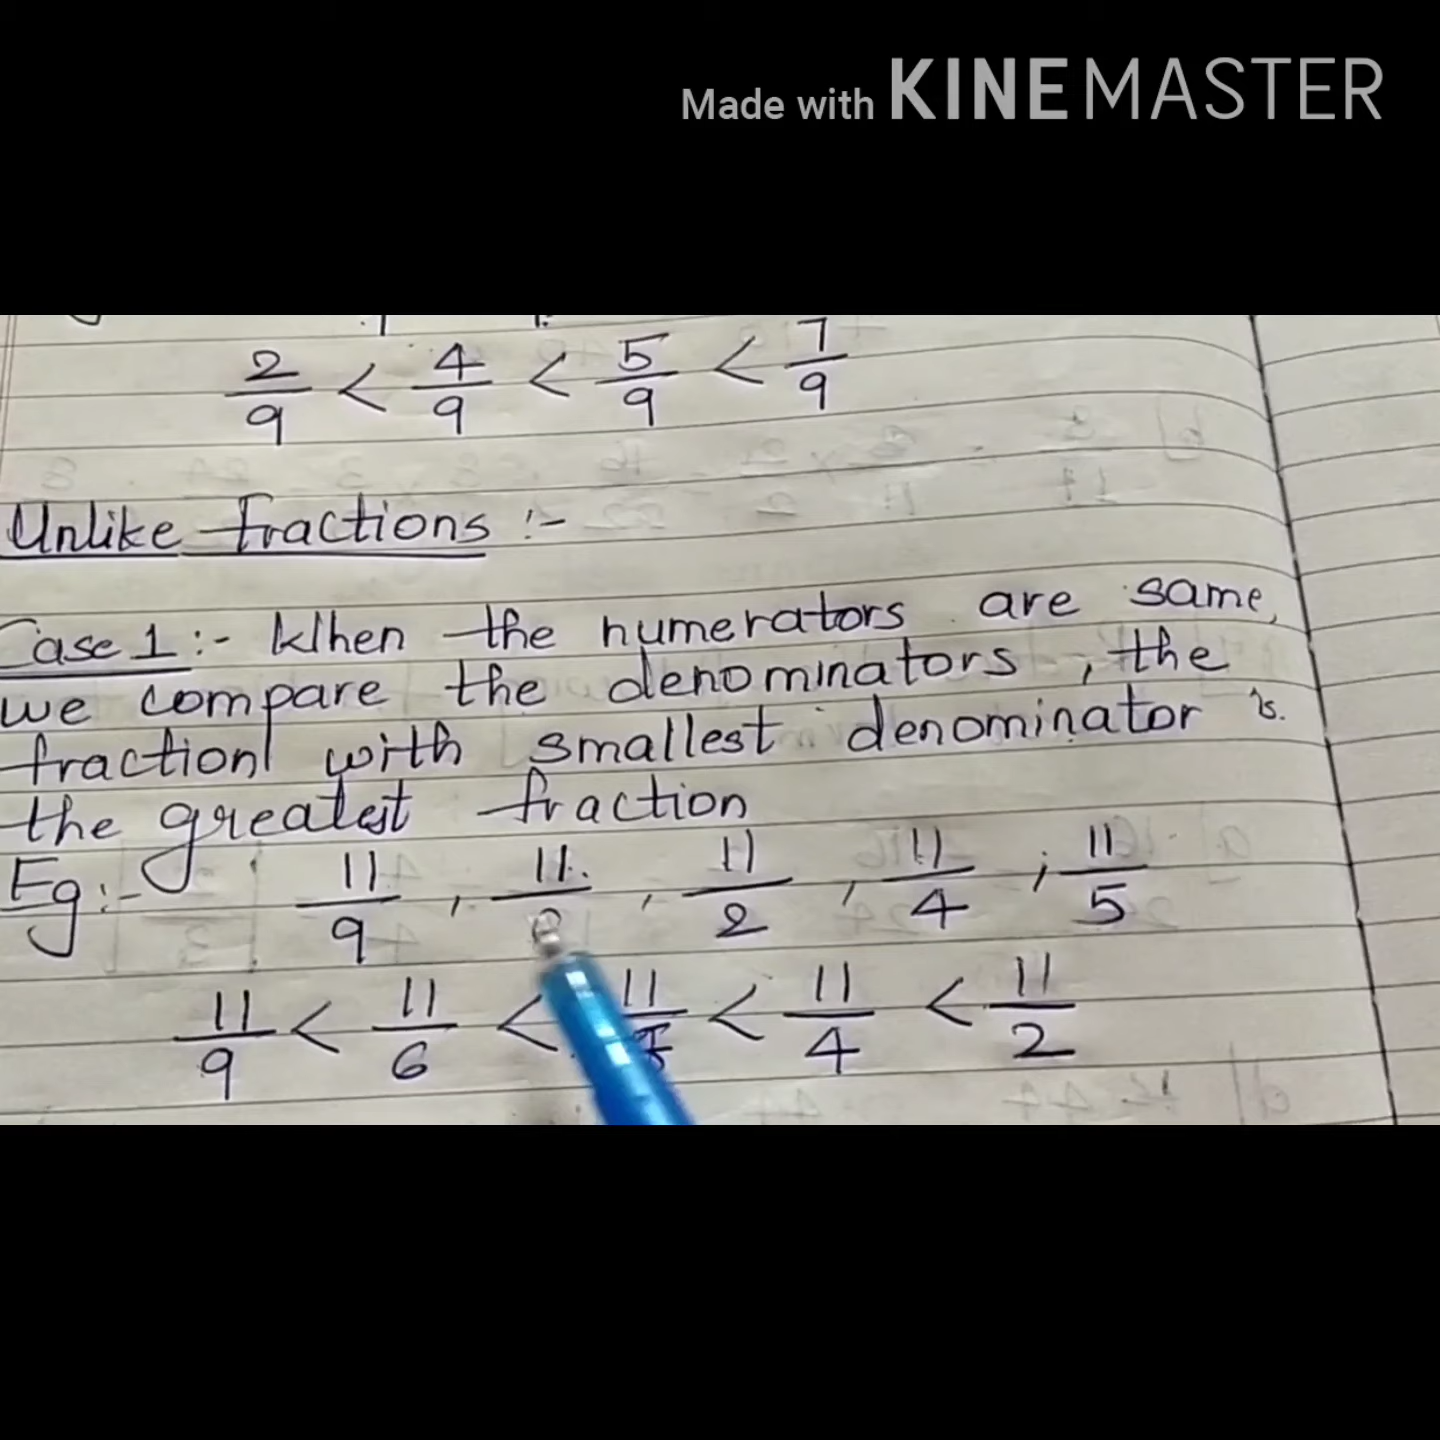 Made with KINEMASTER
2/9 < 4/9 < 5/9 < 7/9
Unlike fractions :-
Case 1 :- When the numerators are same,
we compare the denominators, the
fraction with smallest denominator is
the greatest fraction
Eg:- 11/9, 11/, 11/2, 11/4, 11/5
11/9 < 11/6 < 11/ < 11/4 < 11/2